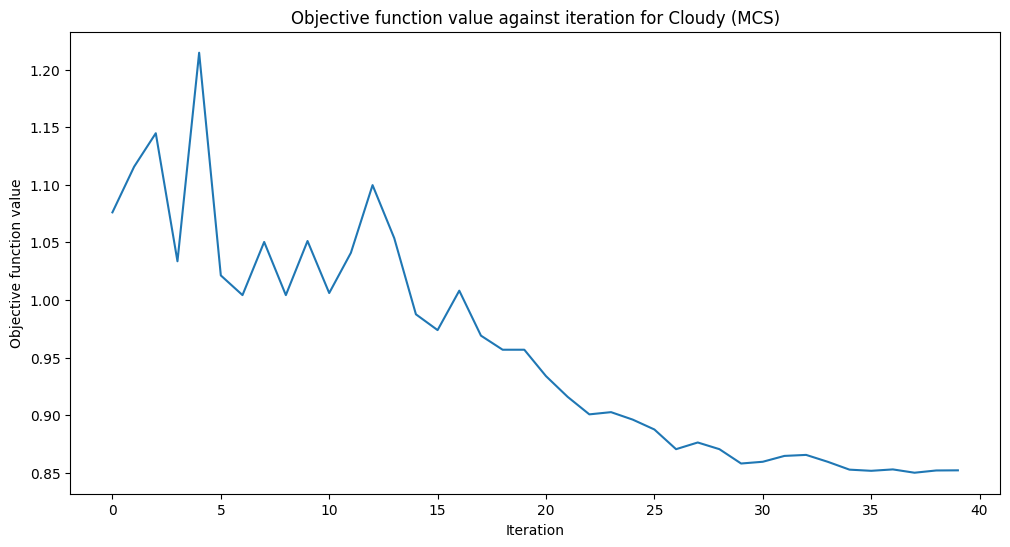 Objective function value against iteration for Cloudy (MCS)
Objective function value
1.20
1.15
1.10
1.05
1.00
0.95
0.90
0.85
0 5 10 15 20 25 30 35 40
Iteration